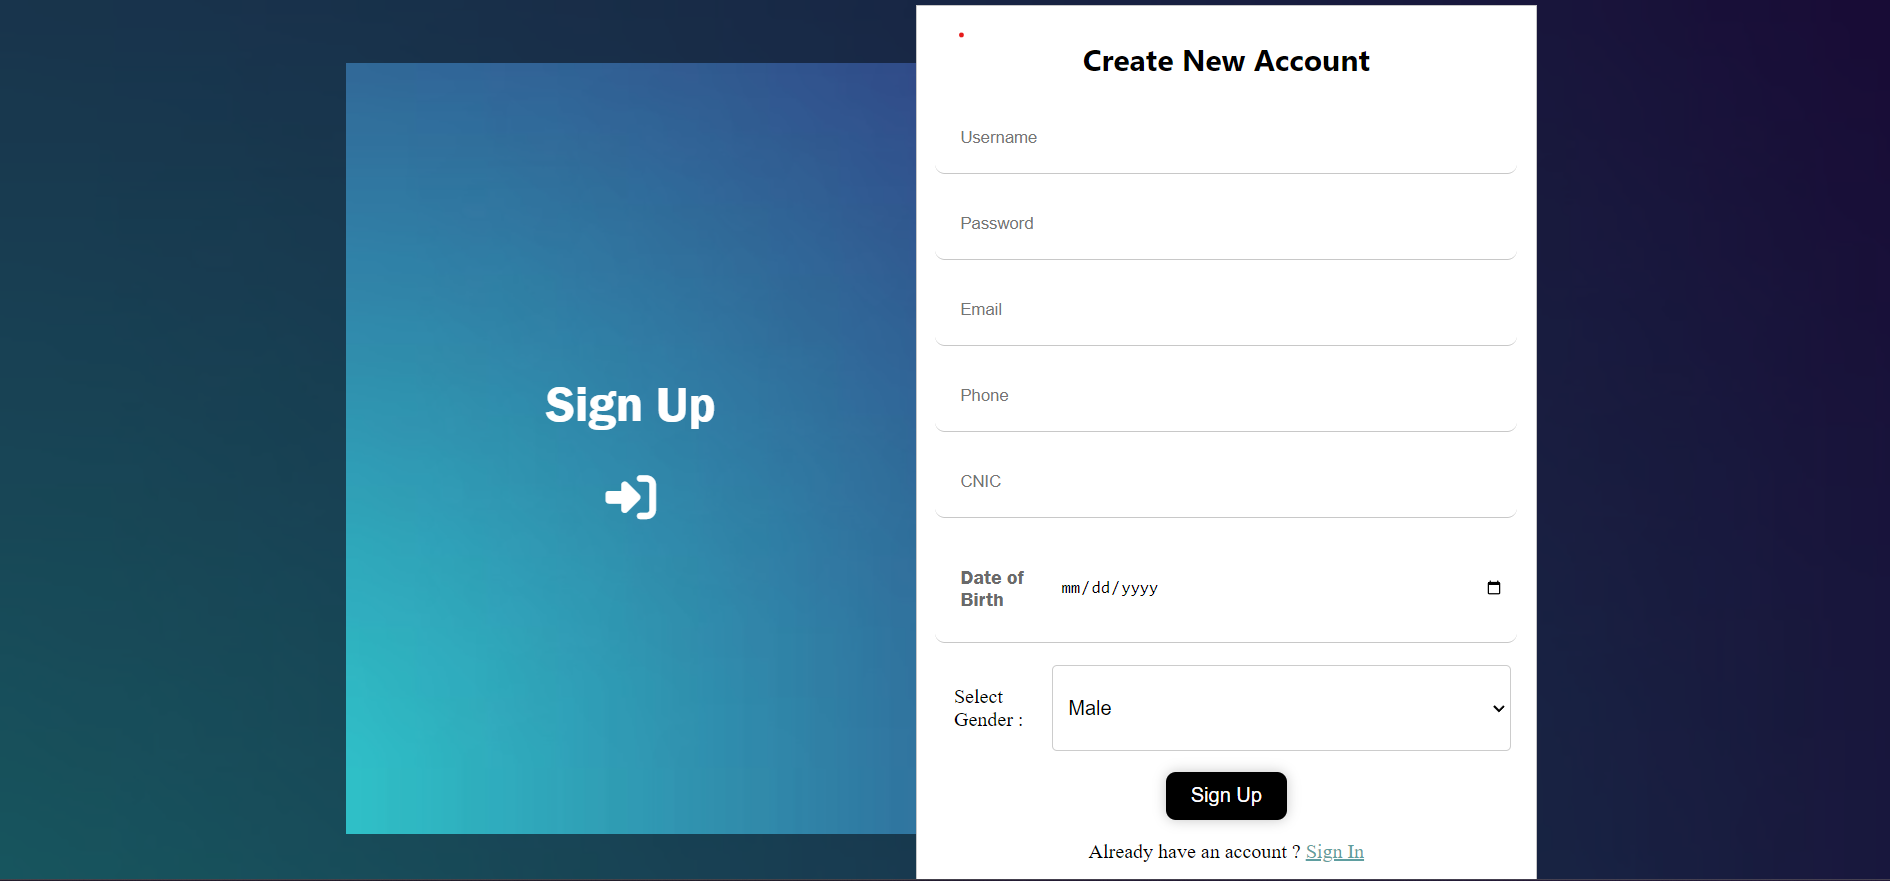 Sign Up
Create New Account
Username
Password
Email
Phone
CNIC
Date of
Birth
mm/dd/yyyy
Select
Gender :
Male
Sign Up
Already have an account ? Sign In